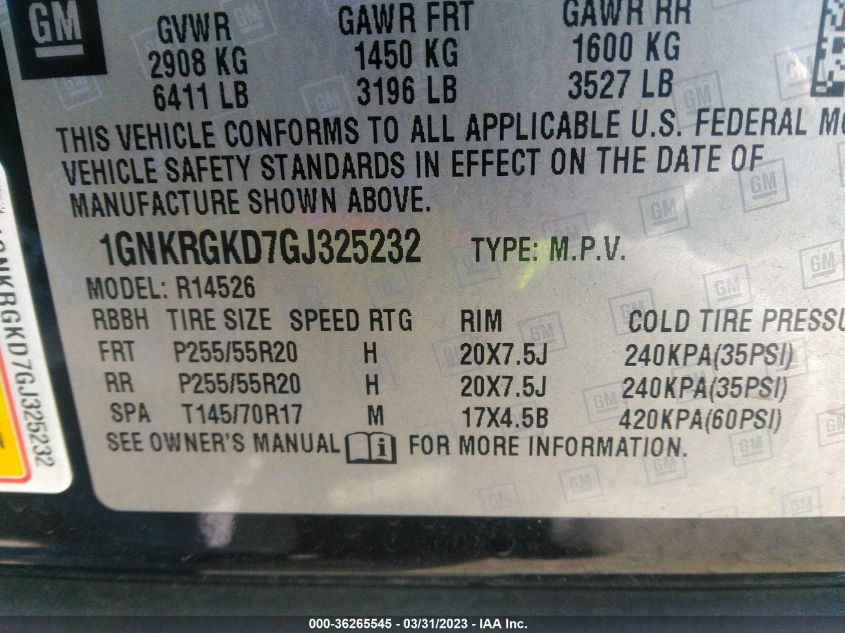 GM
GVWR GAWR FRT GAWR RR
2908 KG 1450 KG 1600 KG
6411 LB 3196 LB 3527 LB
THIS VEHICLE CONFORMS TO ALL APPLICABLE U.S. FEDERAL
VEHICLE SAFETY STANDARDS IN EFFECT ON THE DATE OF
MANUFACTURE SHOWN ABOVE.
1GNKRGKD7GJ325232 TYPE: M.P.V.
MODEL: R14526
RBBH TIRE SIZE SPEED RTG RIM COLD TIRE PRESSU
FRT P255/55R20 H 20X7.5J 240KPA(35PSI)
RR P255/55R20 H 20X7.5J 240KPA(35PSI)
SPA T145/70R17 M 17X4.5B 420KPA(60PSI)
SEE OWNER'S MANUAL i FOR MORE INFORMATION.
1GNKRGKD7GJ325232
000-36265545 - 03/31/2023 - IAA Inc.